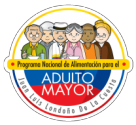 Programa Nacional de Alimentación para el
ADULTO
MAYOR
Juan Luis Londoño De La Cuesta